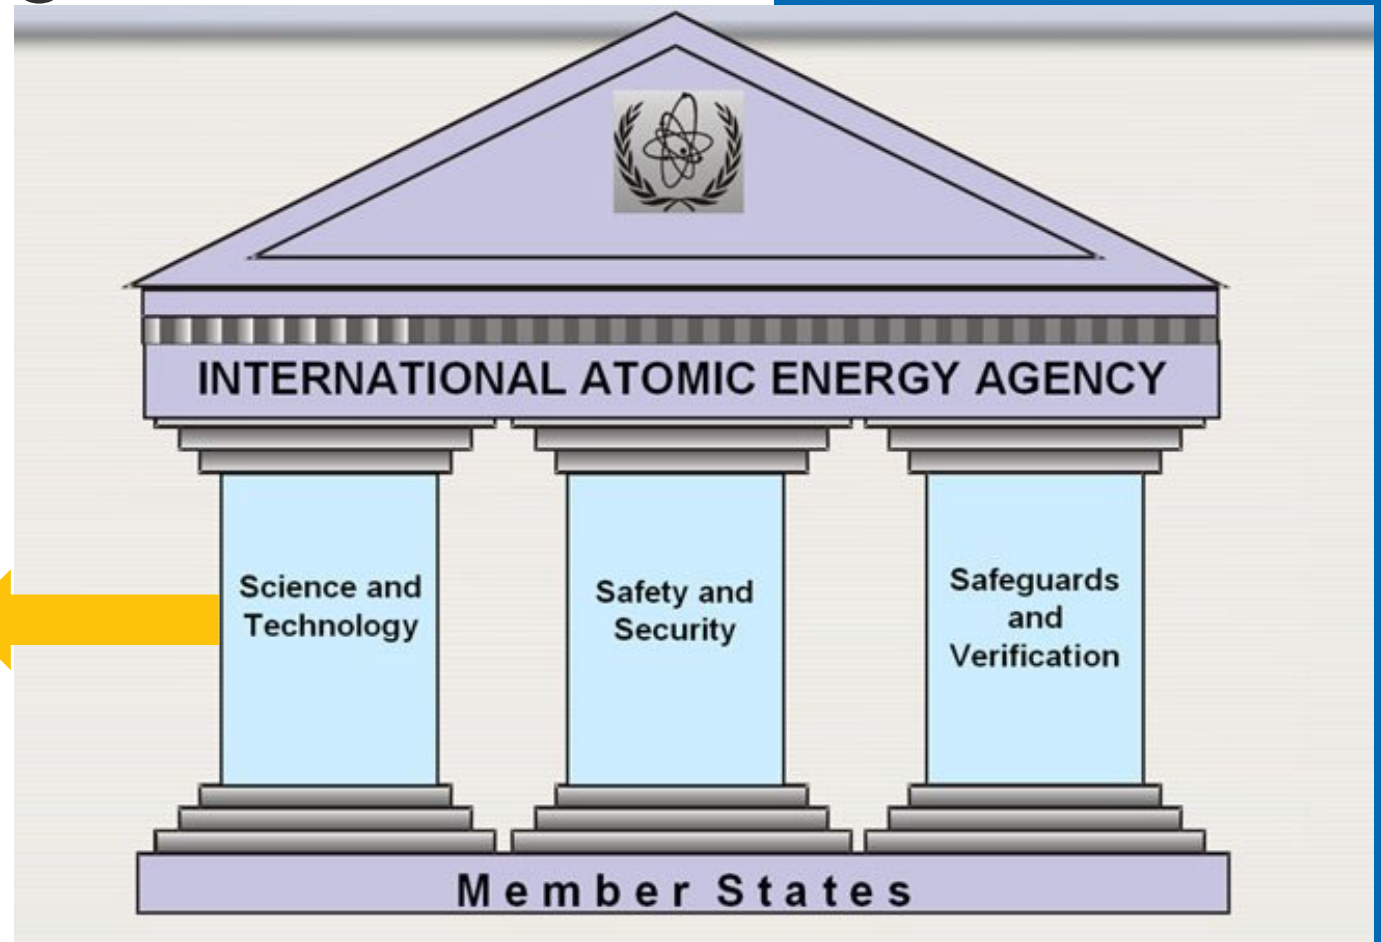 INTERNATIONAL ATOMIC ENERGY AGENCY
Science and
Technology
Safety and
Security
Safeguards
and
Verification
Member States